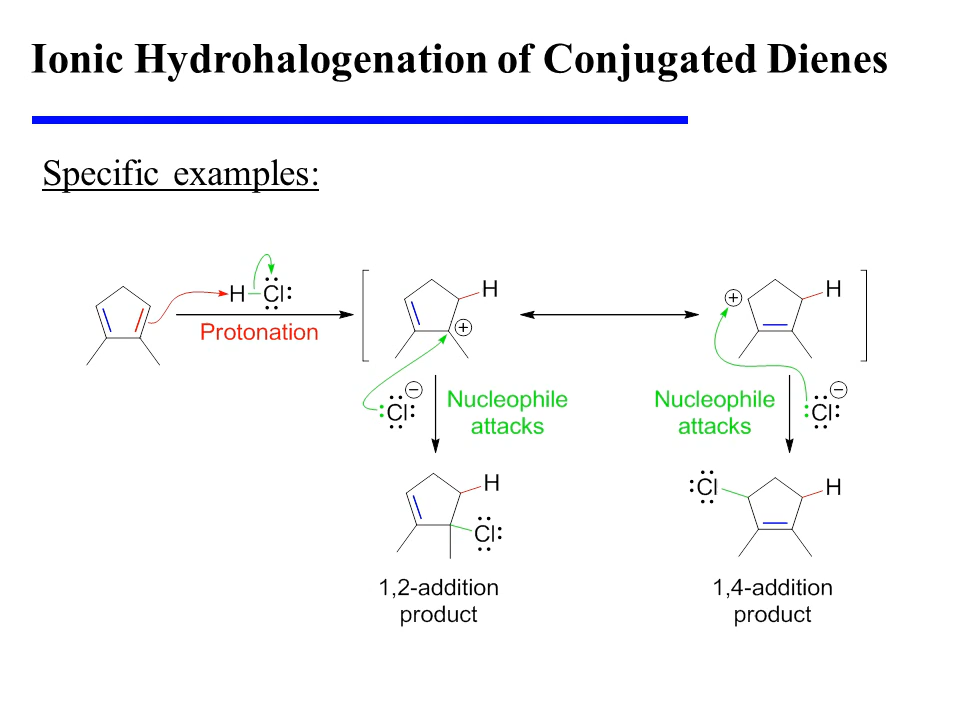 Ionic Hydrohalogenation of Conjugated Dienes
Specific examples:
H Cl
Protonation
H
+
+
H
Cl −
Nucleophile
attacks
Nucleophile
attacks
Cl −
H
Cl
Cl
H
1,2-addition
product
1,4-addition
product